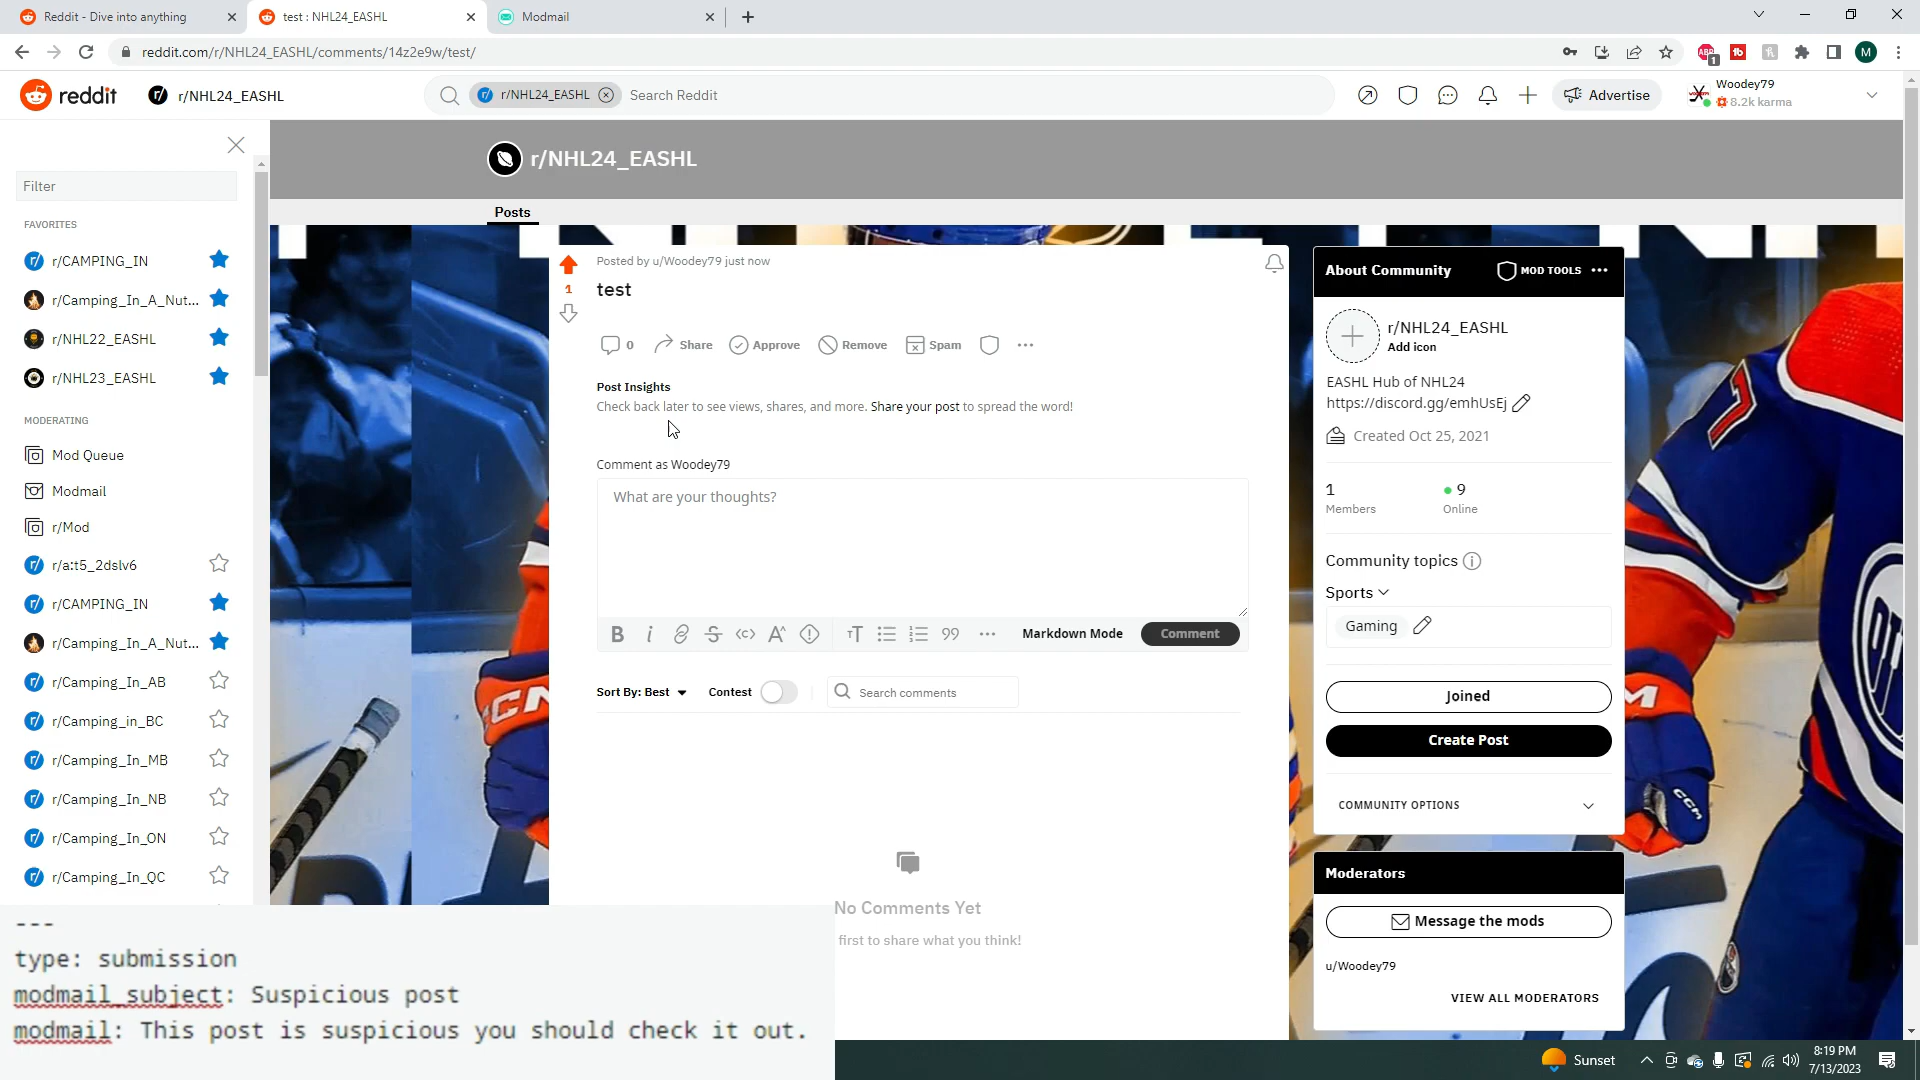 Reddit - Dive into anything
test : NHL24_EASHL
Modmail
reddit.com/r/NHL24_EASHL/comments/14z2e9w/test/
reddit
r/NHL24_EASHL
r/NHL24_EASHL
Search Reddit
Advertise
Woodey79
8.2k karma
Filter
FAVORITES
r/CAMPING_IN
r/Camping_In_A_Nut...
r/NHL22_EASHL
r/NHL23_EASHL
MODERATING
Mod Queue
Modmail
r/Mod
r/a:t5_2dslv6
r/CAMPING_IN
r/Camping_In_A_Nut...
r/Camping_In_AB
r/Camping_in_BC
r/Camping_In_MB
r/Camping_In_NB
r/Camping_In_ON
r/Camping_In_QC
r/NHL24_EASHL
Posts
Posted by u/Woodey79 just now
1
test
0 Share Approve Remove Spam
Post Insights
Check back later to see views, shares, and more. Share your post to spread the word!
Comment as Woodey79
What are your thoughts?
Markdown Mode
Comment
Sort By: Best
Contest
Search comments
No Comments Yet
first to share what you think!
About Community
MOD TOOLS
r/NHL24_EASHL
Add icon
EASHL Hub of NHL24
https://discord.gg/emhUsEj
Created Oct 25, 2021
1
Members
9
Online
Community topics
Sports
Gaming
Joined
Create Post
COMMUNITY OPTIONS
Moderators
Message the mods
u/Woodey79
VIEW ALL MODERATORS
---
type: submission
modmail_subject: Suspicious post
modmail: This post is suspicious you should check it out.
CCM
CCM
Sunset
8:19 PM
7/13/2023